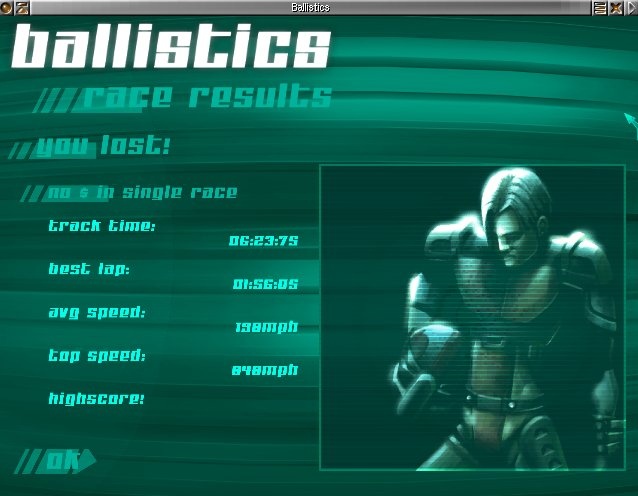 Ballistics
ballistics
race results
you lost!
no $ in single race
track time:
06:23:75
best lap:
01:56:05
avg speed:
198mph
top speed:
848mph
highscore!
ok